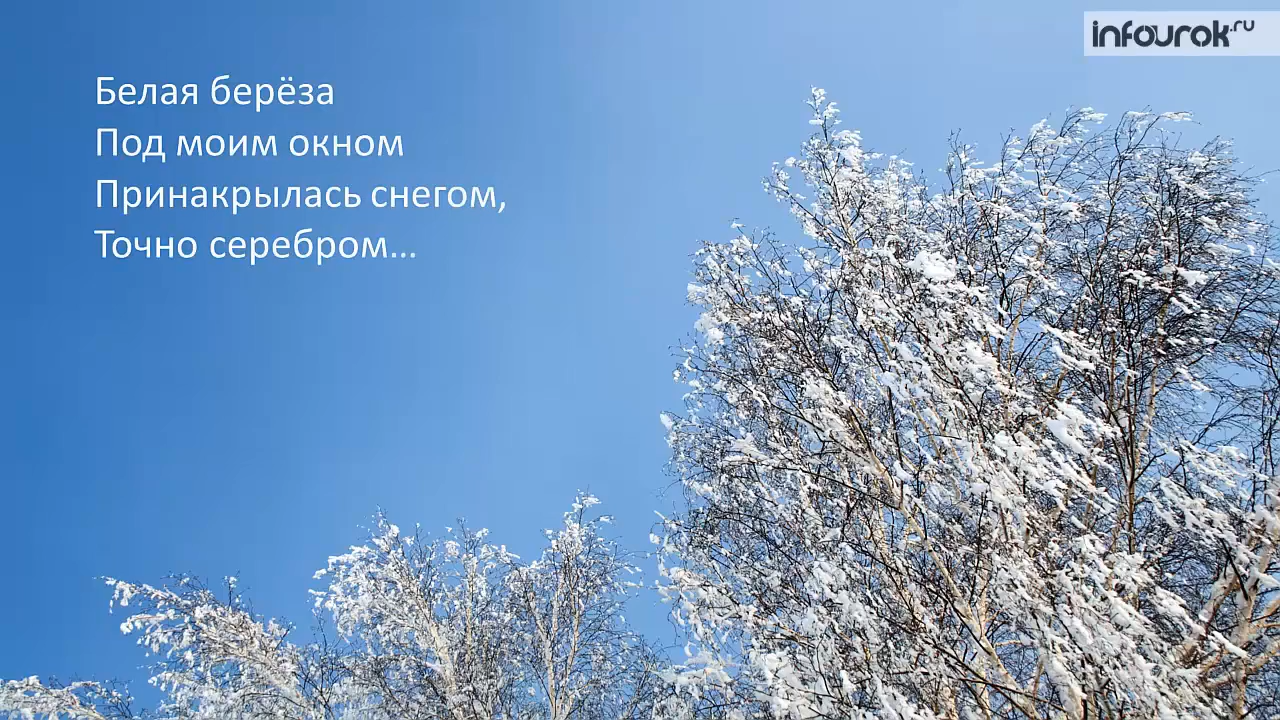 infourok.ru
Белая берёза
Под моим окном
Принакрылась снегом,
Точно серебром...